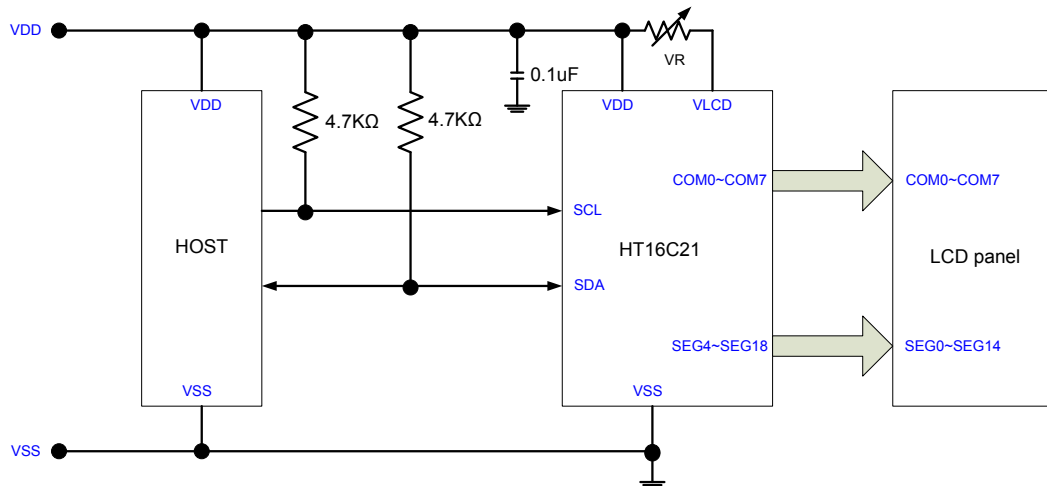 VDD
VR
0.1uF
VDD
VDD
VLCD
4.7KΩ
4.7KΩ
COM0~COM7
COM0~COM7
SCL
HOST
HT16C21
LCD panel
SDA
SEG4~SEG18
SEG0~SEG14
VSS
VSS
VSS